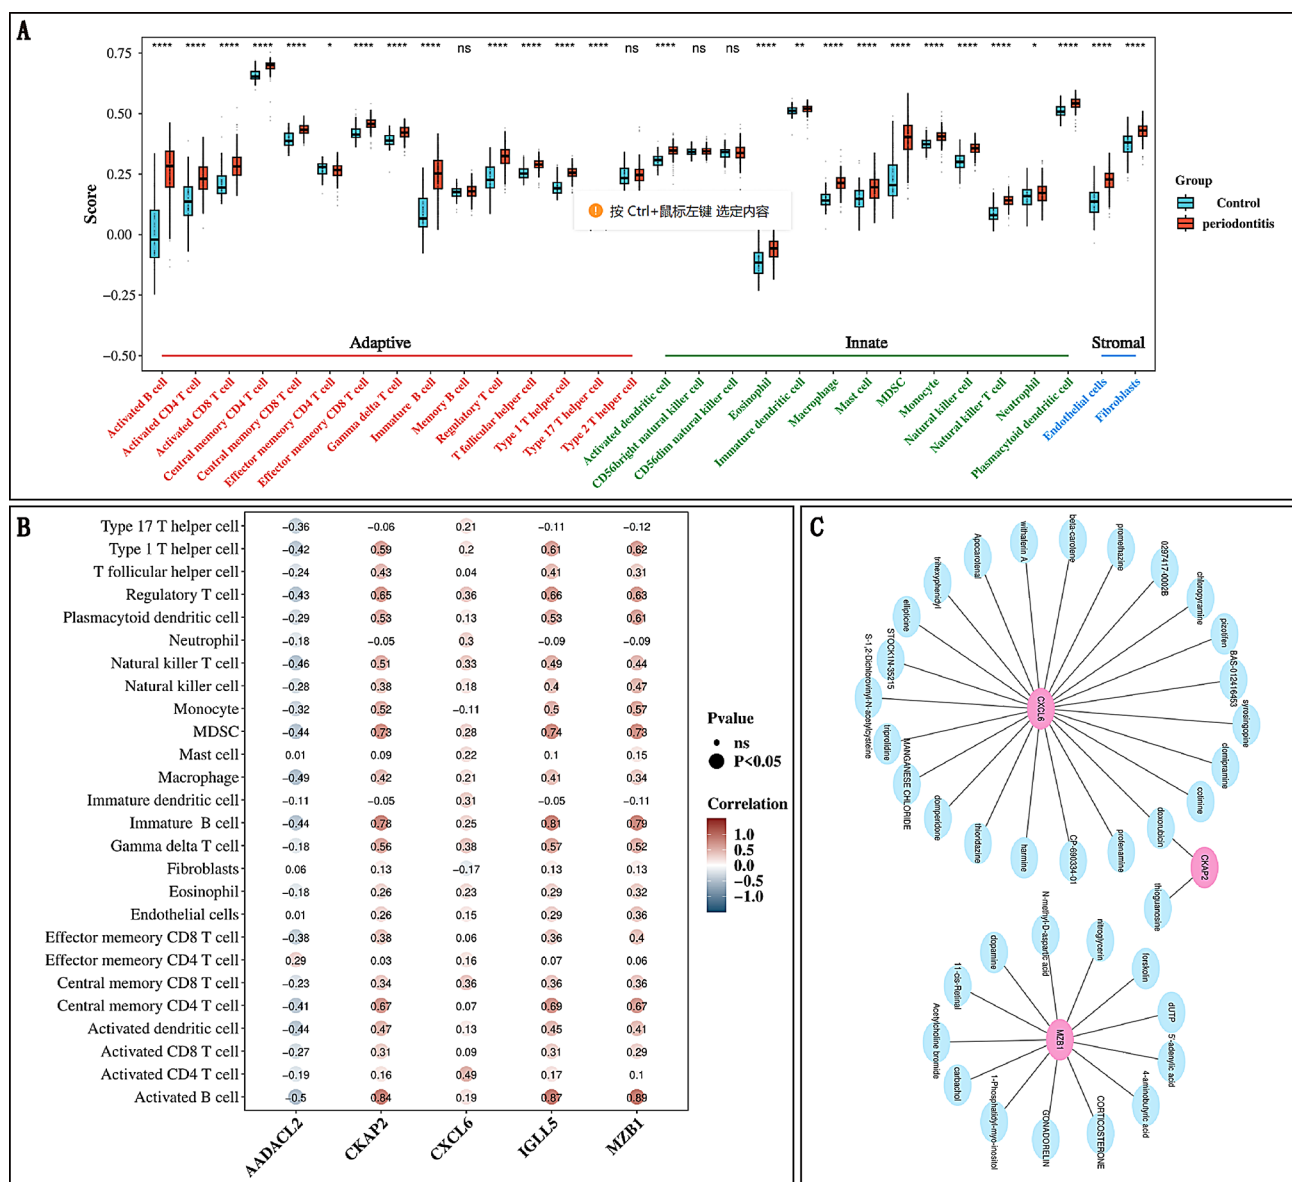 A
**** **** **** **** **** * **** **** **** ns **** **** **** **** ns **** ns ns **** ** **** **** **** **** **** **** * **** **** ****
Score
0.75
0.50
0.25
0.00
−0.25
−0.50
Adaptive
Innate
Stromal
Group
Control
periodontitis
按 Ctrl+鼠标左键 选定内容
Activated B cell
Activated CD4 T cell
Activated CD8 T cell
Central memory CD4 T cell
Central memory CD8 T cell
Effector memory CD4 T cell
Effector memory CD8 T cell
Gamma delta T cell
Immature B cell
Memory B cell
Regulatory T cell
T follicular helper cell
Type 1 T helper cell
Type 17 T helper cell
Type 2 T helper cell
Activated dendritic cell
CD56bright natural killer cell
CD56dim natural killer cell
Eosinophil
Immature dendritic cell
Macrophage
Mast cell
MDSC
Monocyte
Natural killer cell
Natural killer T cell
Neutrophil
Plasmacytoid dendritic cell
Endothelial cells
Fibroblasts
B
Type 17 T helper cell −0.36 −0.06 0.21 −0.11 −0.12
Type 1 T helper cell −0.42 0.59 0.2 0.61 0.62
T follicular helper cell −0.24 0.43 0.04 0.41 0.31
Regulatory T cell −0.43 0.65 0.36 0.66 0.63
Plasmacytoid dendritic cell −0.29 0.53 0.13 0.53 0.61
Neutrophil −0.18 −0.05 0.3 −0.09 −0.09
Natural killer T cell −0.46 0.51 0.33 0.49 0.44
Natural killer cell −0.28 0.38 0.18 0.4 0.47
Monocyte −0.32 0.52 −0.11 0.5 0.57
MDSC −0.44 0.73 0.28 0.74 0.73
Mast cell 0.01 0.09 0.22 0.1 0.15
Macrophage −0.49 0.42 0.21 0.41 0.34
Immature dendritic cell −0.11 −0.05 0.31 −0.05 −0.11
Immature B cell −0.44 0.78 0.25 0.81 0.79
Gamma delta T cell −0.18 0.56 0.38 0.57 0.52
Fibroblasts 0.06 0.13 −0.17 0.13 0.13
Eosinophil −0.18 0.26 0.23 0.29 0.32
Endothelial cells 0.01 0.26 0.15 0.29 0.36
Effector memeory CD8 T cell −0.38 0.38 0.06 0.36 0.4
Effector memeory CD4 T cell 0.29 0.03 0.16 0.07 0.06
Central memory CD8 T cell −0.23 0.34 0.36 0.36 0.36
Central memory CD4 T cell −0.41 0.67 0.07 0.69 0.67
Activated dendritic cell −0.44 0.47 0.13 0.45 0.41
Activated CD8 T cell −0.27 0.31 0.09 0.31 0.29
Activated CD4 T cell −0.19 0.16 0.49 0.17 0.1
Activated B cell −0.5 0.84 0.19 0.87 0.89
AADACL2
CKAP2
CXCL6
IGLL5
MZB1
Pvalue
ns
P<0.05
Correlation
1.0
0.5
0.0
−0.5
−1.0
C
CXCL6
beta-carotene
promethazine
0297417-0002B
chloropyramine
pizotifen
BAS-012416453
syrosingopine
clomipramine
cotinine
doxorubicin
profenamine
CP-690334-01
harmine
thioridazine
domperidone
MANGANESE CHLORIDE
triprolidine
S-1,2-Dichlorovinyl-N-acetylcysteine
STOCK1N-35215
ellipticine
trihexyphenidyl
Apocarotenal
withaferin A
CKAP2
thioguanosine
MZB1
N-methyl-D-aspartic acid
nitroglycerin
forskolin
dUTP
5'-adenylic acid
4-aminobutyric acid
CORTICOSTERONE
GONADORELIN
1-Phosphatidyl-myo-inositol
carbachol
Acetylcholine bromide
11-cis-Retinal
dopamine